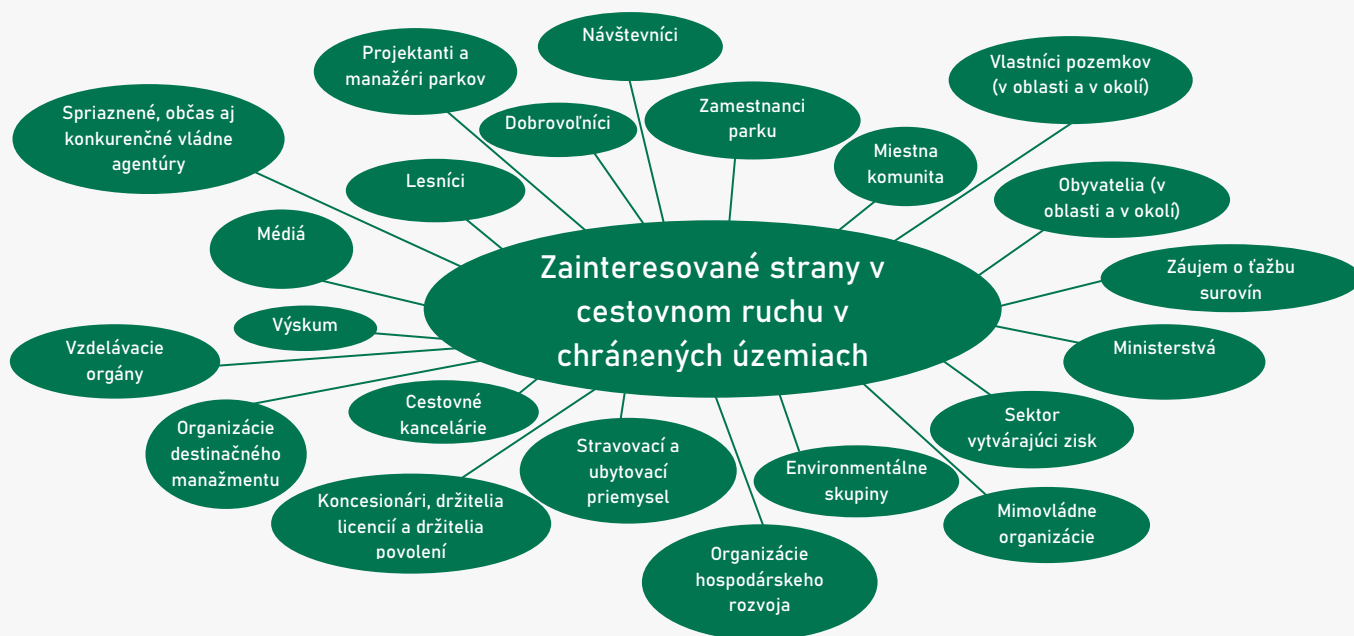 Návštevníci
Projektanti a
manažéri parkov
Vlastníci pozemkov
(v oblasti a v okolí)
Spriaznené, občas aj
konkurenčné vládne
agentúry
Dobrovoľníci
Zamestnanci
parku
Miestna
komunita
Lesníci
Obyvatelia (v
oblasti a v okolí)
Médiá
Zainteresované strany v
cestovnom ruchu v
chránených územiach
Záujem o ťažbu
surovín
Výskum
Vzdelávacie
orgány
Ministerstvá
Cestovné
kancelárie
Sektor
vytvárajúci zisk
Organizácie
destinačného
manažmentu
Stravovací a
ubytovací
priemysel
Environmentálne
skupiny
Koncesionári, držitelia
licencií a držitelia
povolení
Mimovládne
organizácie
Organizácie
hospodárskeho
rozvoja